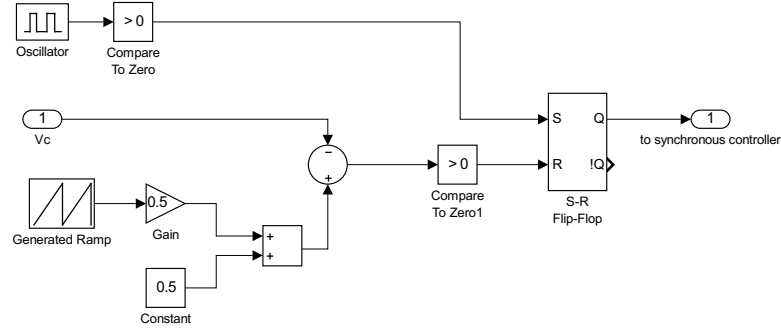 Oscillator
> 0
Compare
To Zero
1
Vc
−
+
Generated Ramp
0.5
Gain
0.5
Constant
+
+
> 0
Compare
To Zero1
S
Q
R
!Q
S-R
Flip-Flop
1
to synchronous controller